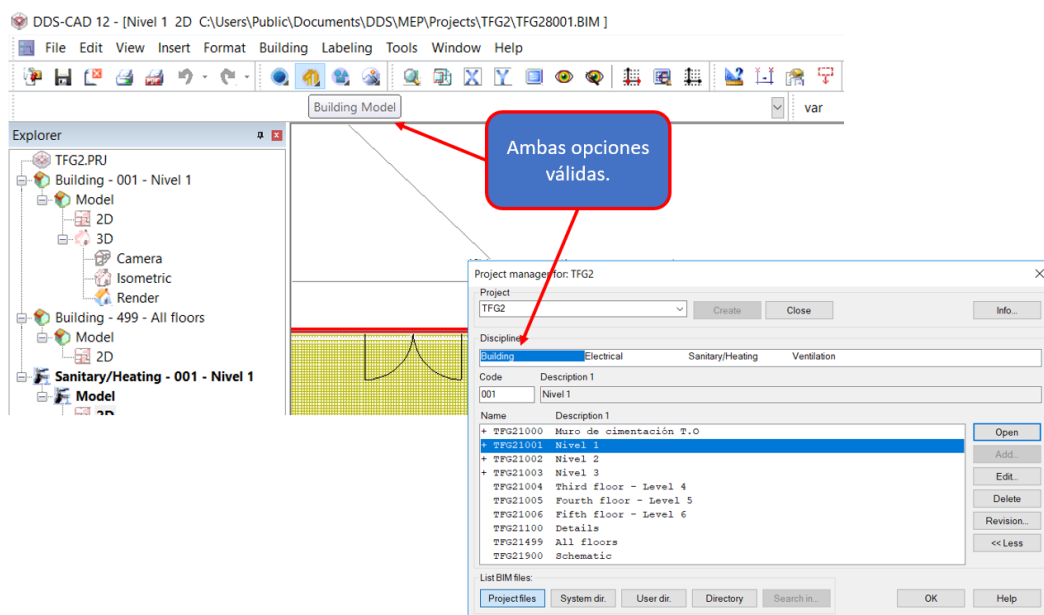 DDS-CAD 12 - [Nivel 1 2D C:\Users\Public\Documents\DDS\MEP\Projects\TFG2\TFG28001.BIM ]
File Edit View Insert Format Building Labeling Tools Window Help
Building Model
var
Explorer
TFG2.PRJ
Building - 001 - Nivel 1
Model
2D
3D
Camera
Isometric
Render
Building - 499 - All floors
Model
2D
Sanitary/Heating - 001 - Nivel 1
Model
2D
Ambas opciones
válidas.
Project manager for: TFG2
Project
TFG2
Create Close Info...
Discipline
Building Electrical Sanitary/Heating Ventilation
Code Description 1
001 Nivel 1
Name Description 1
+ TFG21000 Muro de cimentación T.O
+ TFG21001 Nivel 1
+ TFG21002 Nivel 2
+ TFG21003 Nivel 3
TFG21004 Third floor - Level 4
TFG21005 Fourth floor - Level 5
TFG21006 Fifth floor - Level 6
TFG21100 Details
TFG21499 All floors
TFG21900 Schematic
Open
Add...
Edit...
Delete
Revision...
<< Less
List BIM files:
Project files System dir. User dir. Directory Search in... OK Help